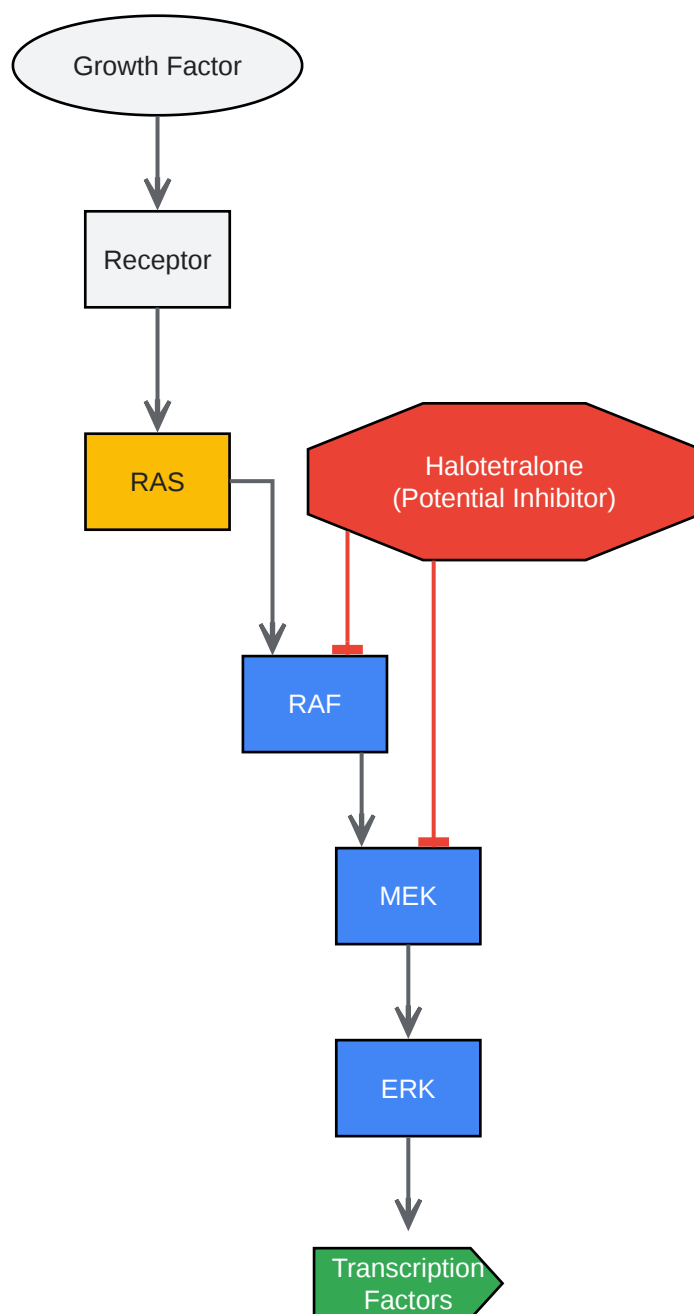 Growth Factor
Receptor
RAS
Halotetralone
(Potential Inhibitor)
RAF
MEK
ERK
Transcription
Factors